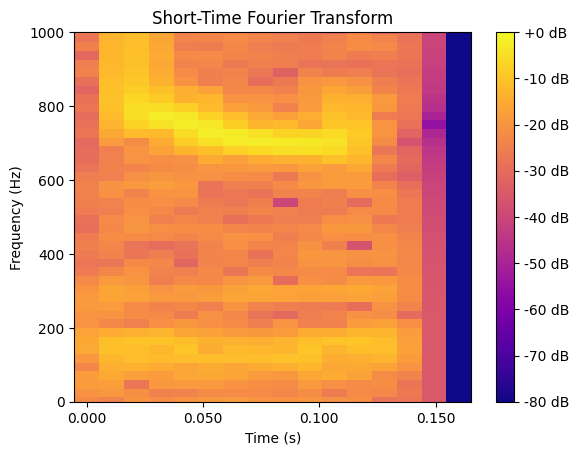 Short-Time Fourier Transform
Frequency (Hz)
1000
800
600
400
200
0
0.000
0.050
0.100
0.150
Time (s)
+0 dB
-10 dB
-20 dB
-30 dB
-40 dB
-50 dB
-60 dB
-70 dB
-80 dB